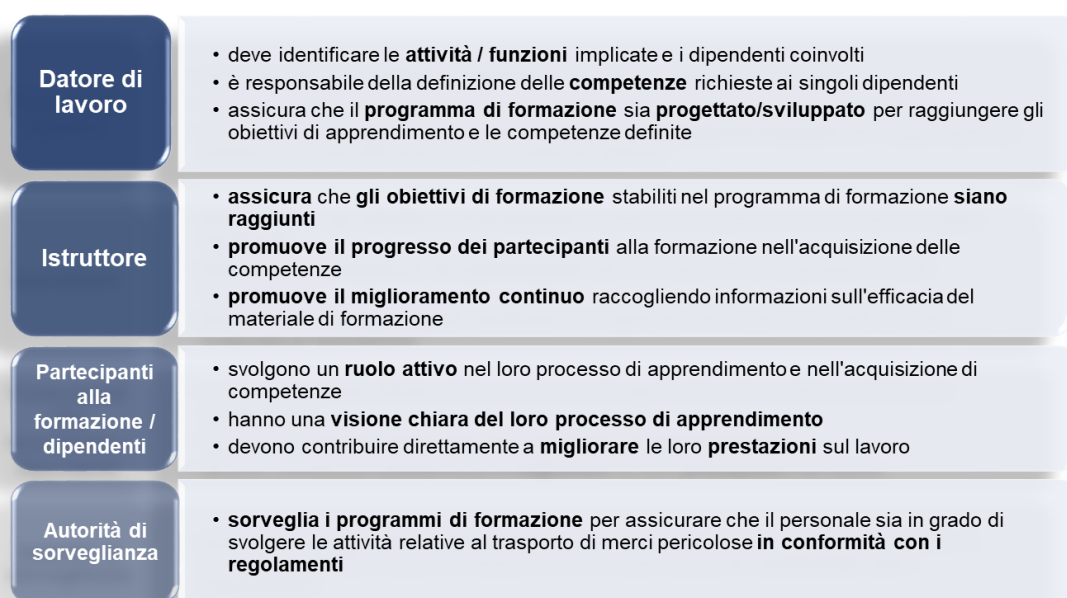 Datore di
lavoro
• deve identificare le attività / funzioni implicate e i dipendenti coinvolti
• è responsabile della definizione delle competenze richieste ai singoli dipendenti
• assicura che il programma di formazione sia progettato/sviluppato per raggiungere gli
obiettivi di apprendimento e le competenze definite
Istruttore
• assicura che gli obiettivi di formazione stabiliti nel programma di formazione siano
raggiunti
• promuove il progresso dei partecipanti alla formazione nell'acquisizione delle
competenze
• promuove il miglioramento continuo raccogliendo informazioni sull'efficacia del
materiale di formazione
Partecipanti
alla
formazione /
dipendenti
• svolgono un ruolo attivo nel loro processo di apprendimento e nell'acquisizione di
competenze
• hanno una visione chiara del loro processo di apprendimento
• devono contribuire direttamente a migliorare le loro prestazioni sul lavoro
Autorità di
sorveglianza
• sorveglia i programmi di formazione per assicurare che il personale sia in grado di
svolgere le attività relative al trasporto di merci pericolose in conformità con i
regolamenti